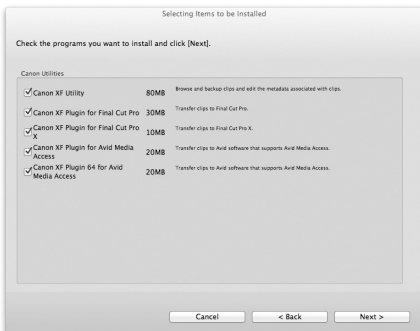 Selecting Items to be Installed
Check the programs you want to install and click [Next].
Canon Utilities
Canon XF Utility 80MB Browse and backup clips and edit the metadata associated with clips.
Canon XF Plugin for Final Cut Pro 30MB Transfer clips to Final Cut Pro.
Canon XF Plugin for Final Cut Pro
X 10MB Transfer clips to Final Cut Pro X.
Canon XF Plugin for Avid Media
Access 20MB Transfer clips to Avid software that supports Avid Media Access.
Canon XF Plugin 64 for Avid
Media Access 20MB Transfer clips to Avid software that supports Avid Media Access.
Cancel < Back Next >